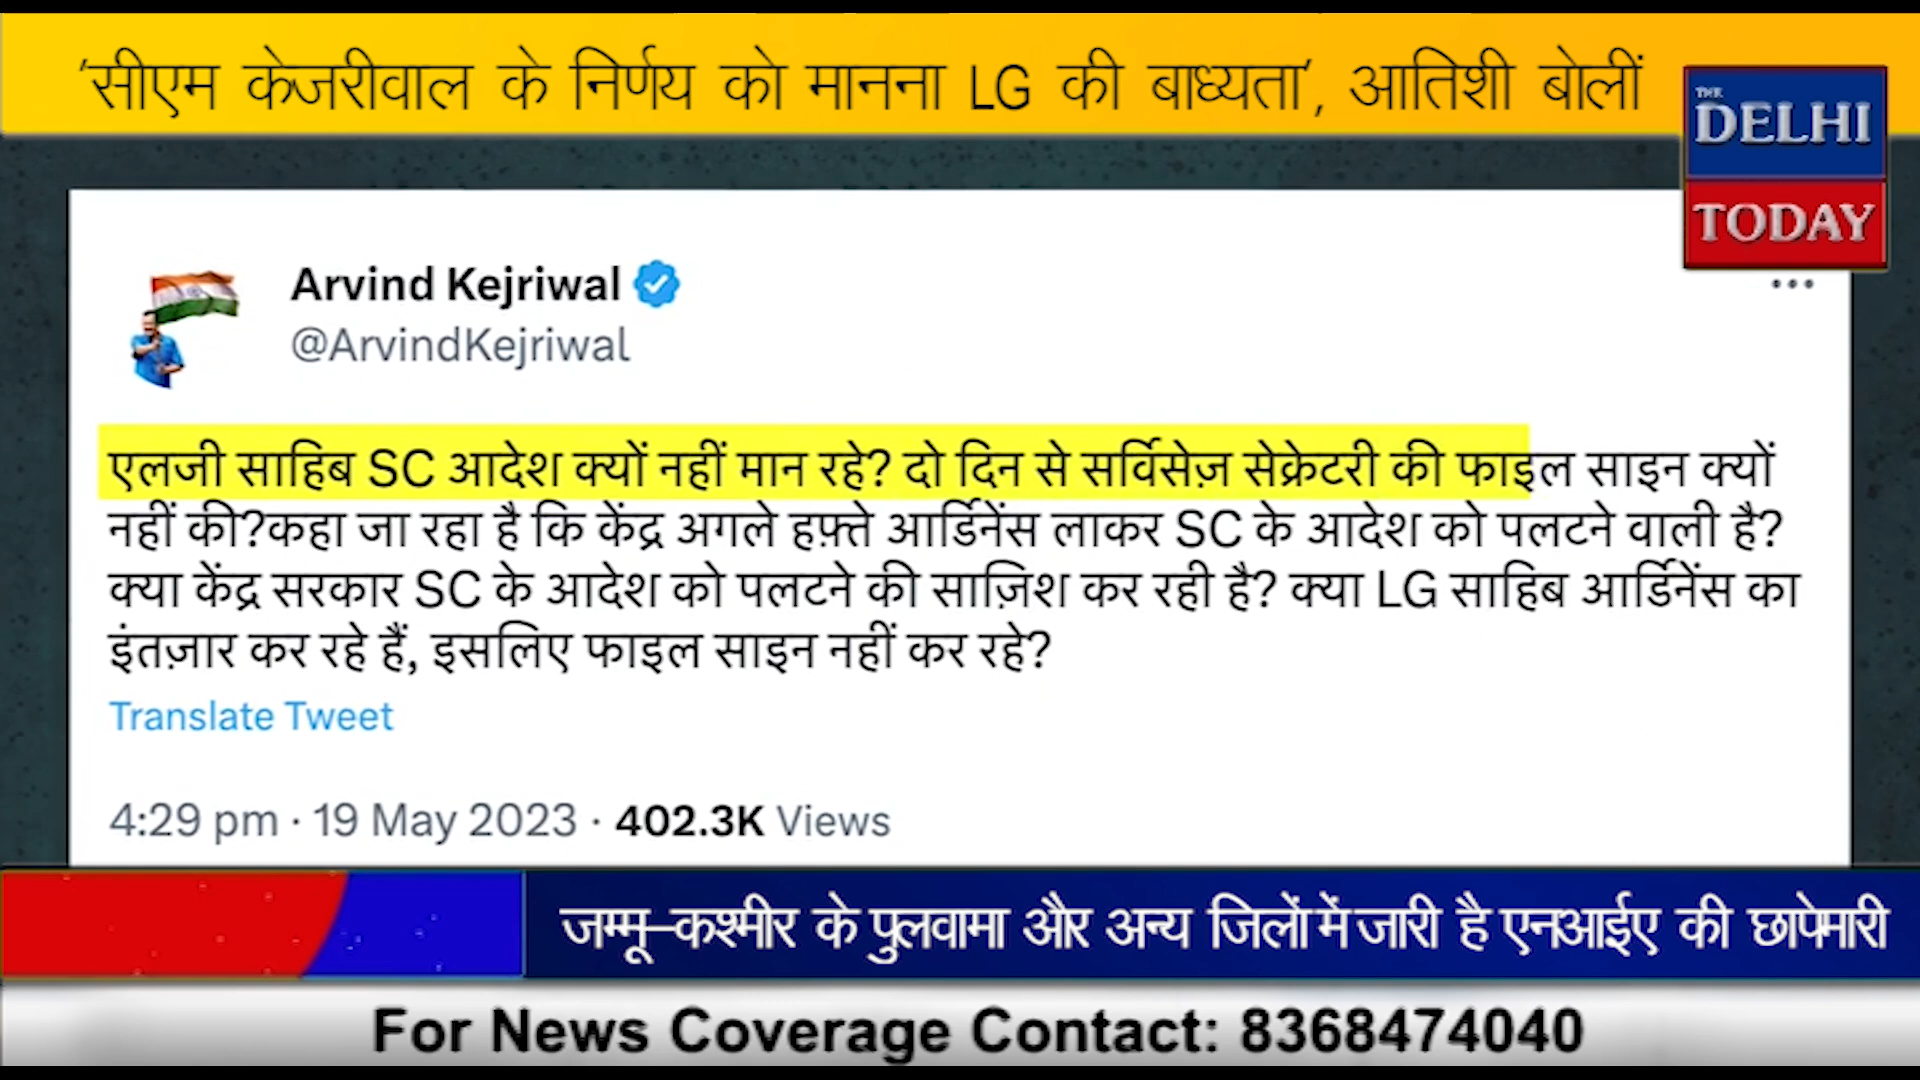 'सीएम केजरीवाल के निर्णय को मानना LG की बाध्यता', आतिशी बोलीं
THE
DELHI
TODAY
Arvind Kejriwal
@ArvindKejriwal
एलजी साहिब SC आदेश क्यों नहीं मान रहे? दो दिन से सर्विसेज़ सेक्रेटरी की फाइल साइन क्यों
नहीं की?कहा जा रहा है कि केंद्र अगले हफ़्ते आर्डिनेंस लाकर SC के आदेश को पलटने वाली है?
क्या केंद्र सरकार SC के आदेश को पलटने की साज़िश कर रही है? क्या LG साहिब आर्डिनेंस का
इंतज़ार कर रहे हैं, इसलिए फाइल साइन नहीं कर रहे?
Translate Tweet
4:29 pm · 19 May 2023 · 402.3K Views
जम्मू–कश्मीर के पुलवामा और अन्य जिलों में जारी है एनआईए की छापेमारी
For News Coverage Contact: 8368474040